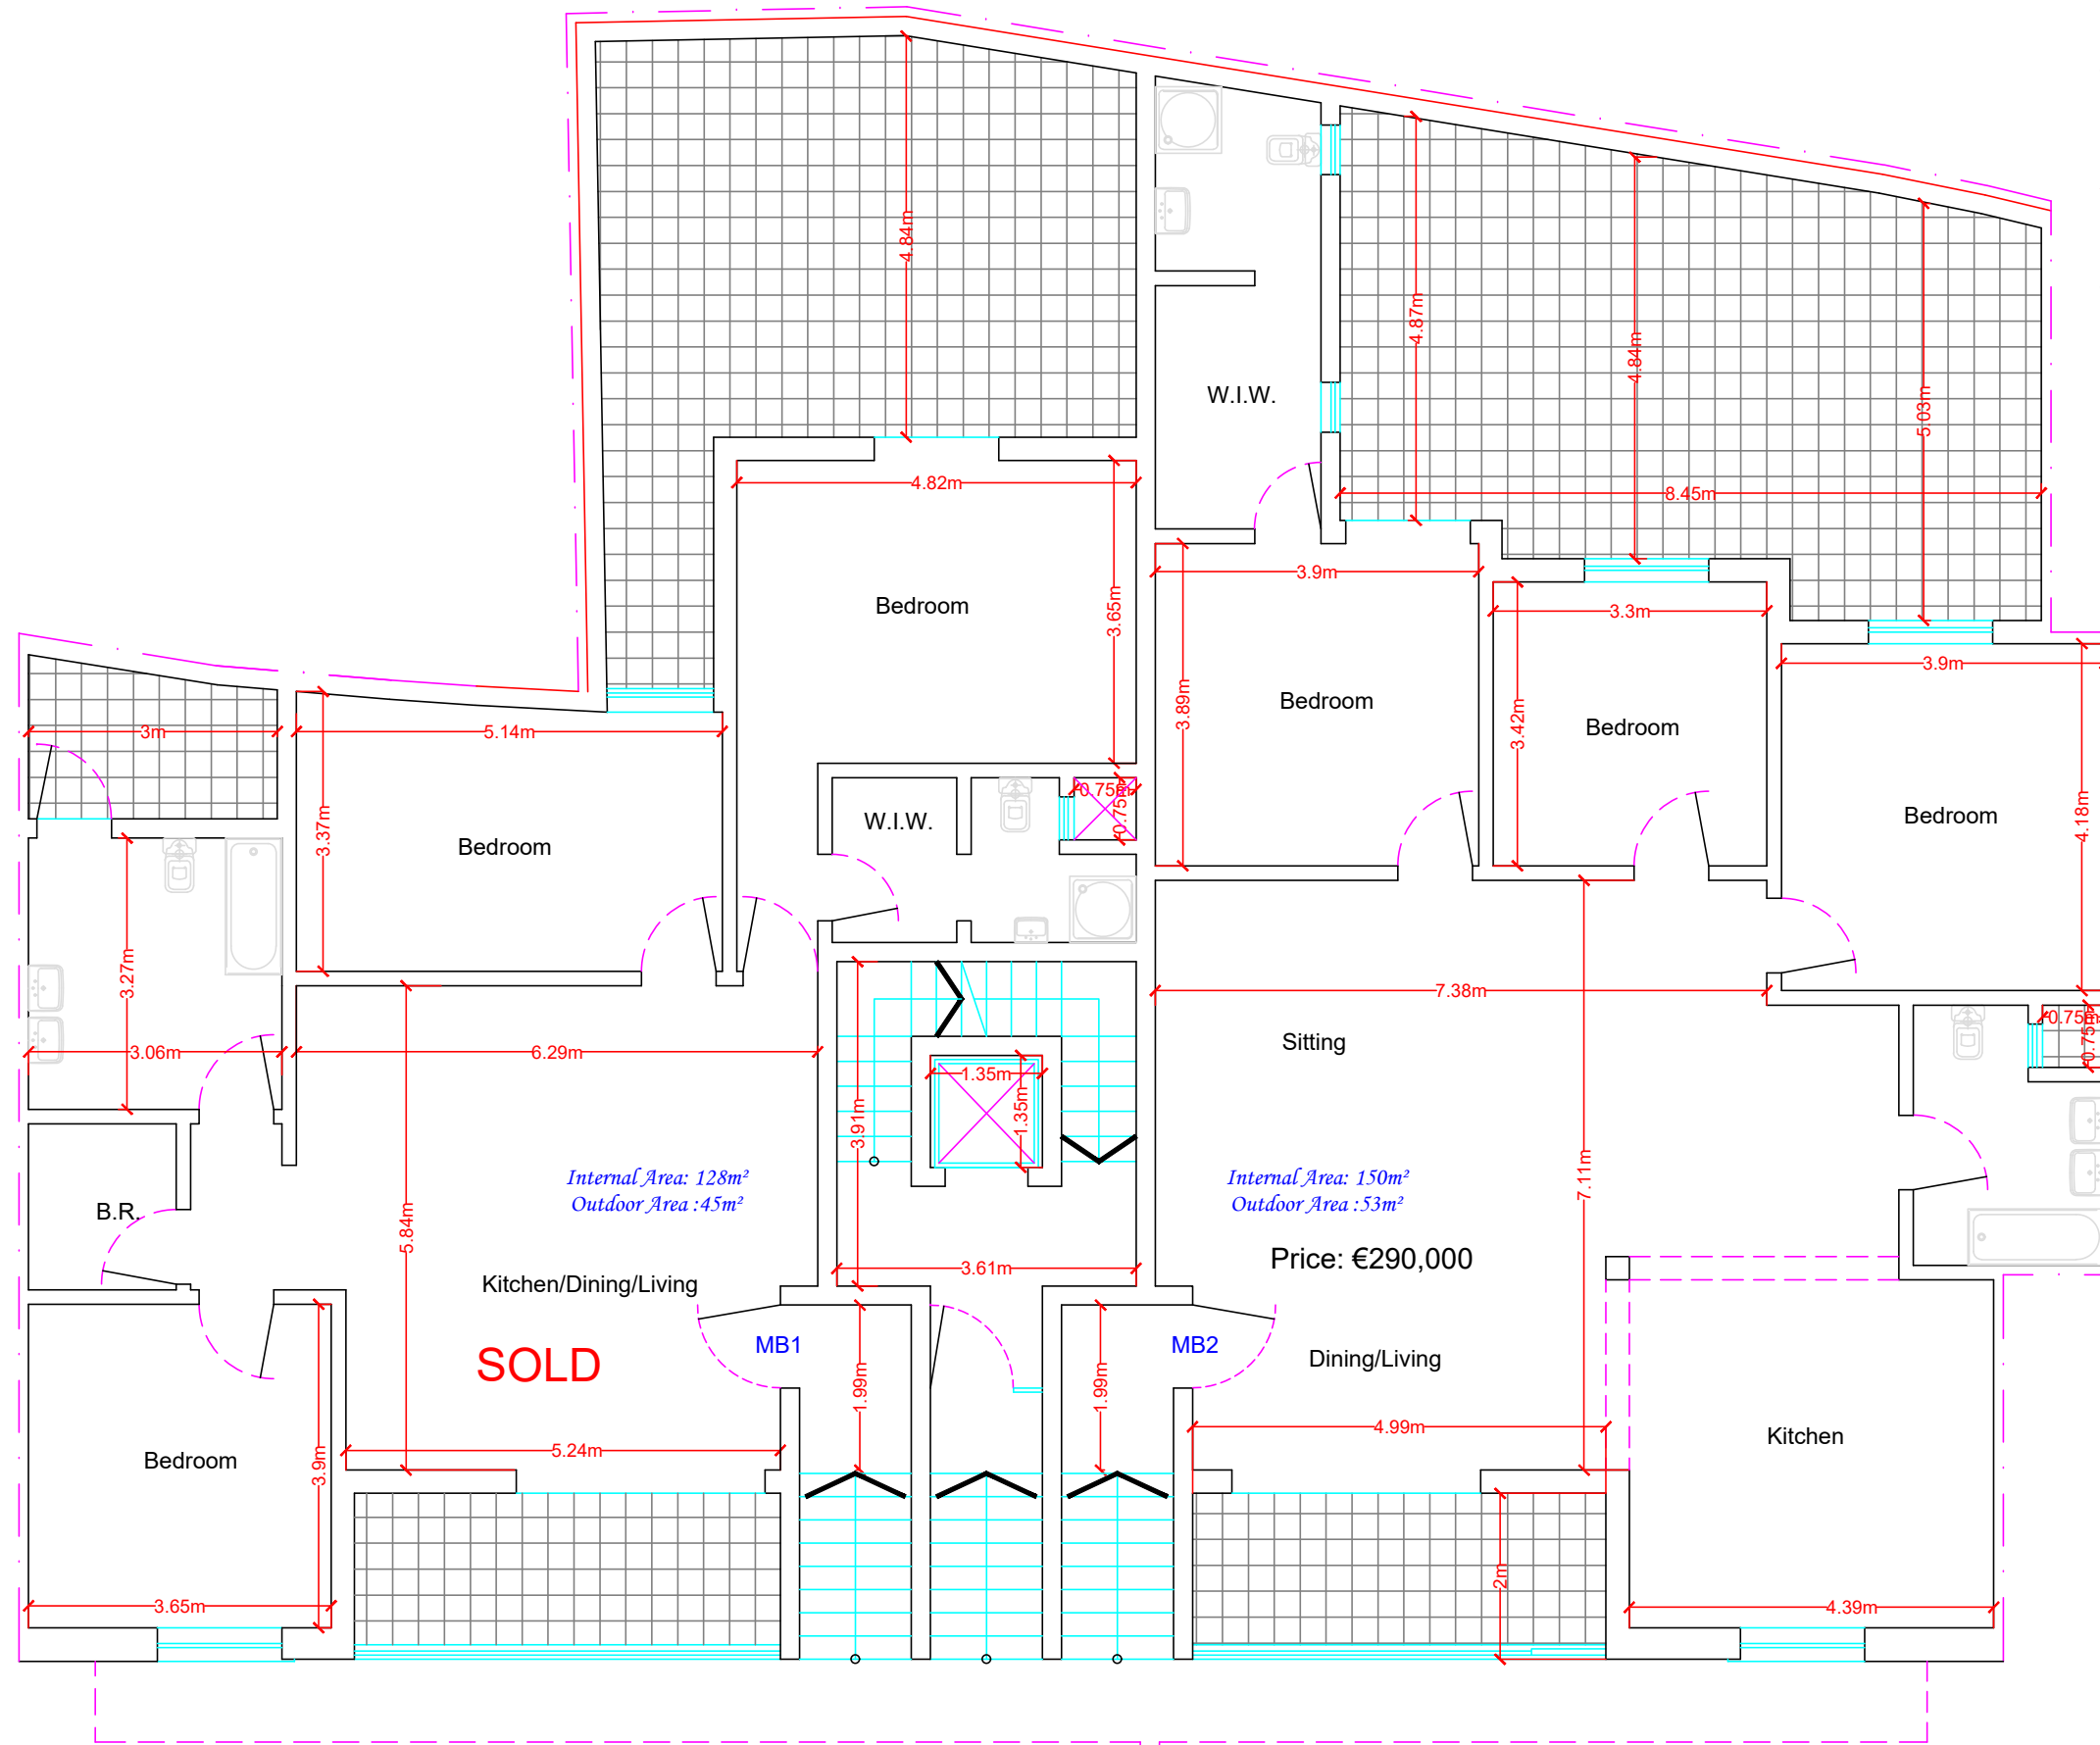 4.84m
4.87m
4.84m
5.03m
W.I.W.
4.82m
8.45m
3.9m
Bedroom
3.65m
3.3m
3.9m
3m
5.14m
3.89m
Bedroom
3.42m
Bedroom
Bedroom
4.18m
3.37m
Bedroom
W.I.W.
0.75m
0.75m
3.27m
7.38m
0.75m
0.75m
3.06m
6.29m
Sitting
1.35m
1.35m
3.91m
B.R.
Internal Area: 128m²
Outdoor Area :45m²
Internal Area: 150m²
Outdoor Area :53m²
7.11m
5.84m
Price: €290,000
3.61m
Kitchen/Dining/Living
MB1
MB2
SOLD
Dining/Living
1.99m
1.99m
4.99m
Kitchen
5.24m
Bedroom
3.9m
2m
3.65m
4.39m